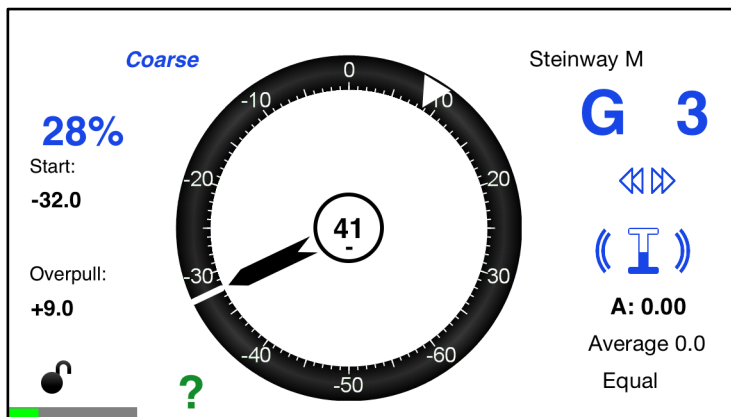 Coarse
Steinway M
28%
G 3
Start:
-32.0
Overpull:
+9.0
0
-10
10
-20
20
-30
30
-40
-60
-50
41
-
A: 0.00
Average 0.0
Equal
?